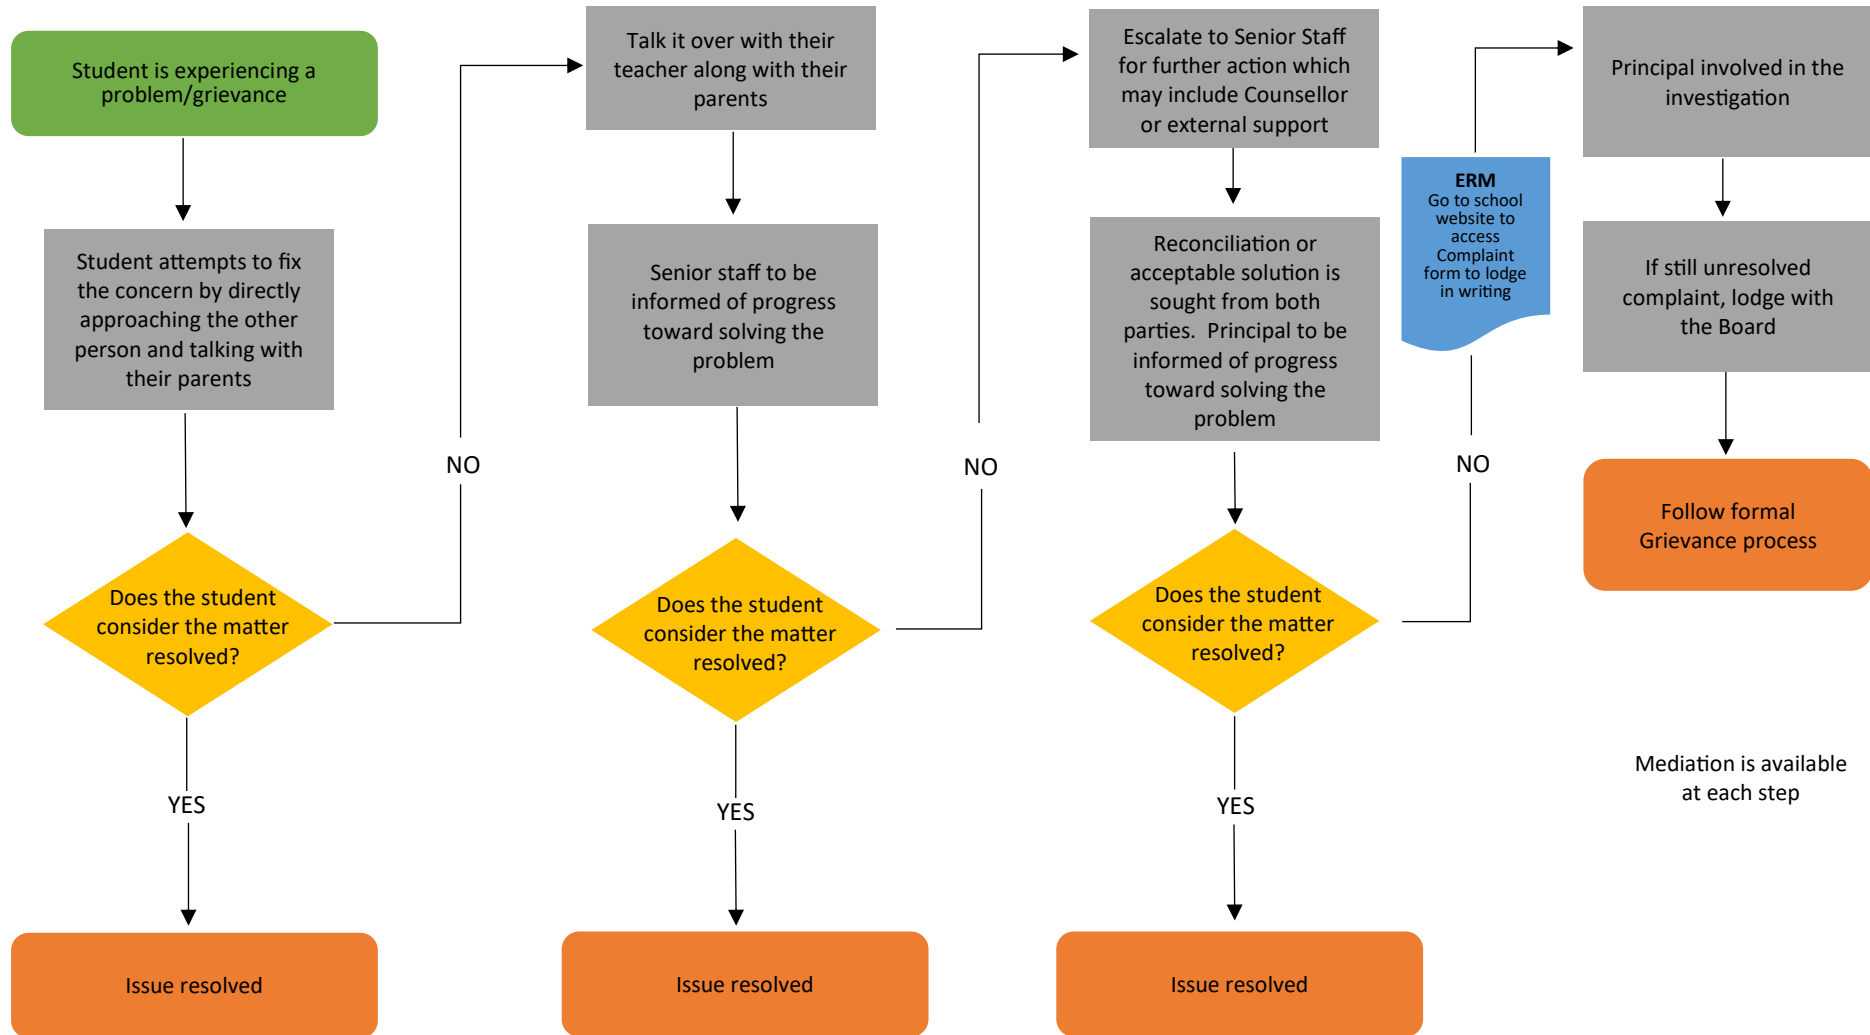 Student is experiencing a
problem/grievance
Student attempts to fix
the concern by directly
approaching the other
person and talking with
their parents
Does the student
consider the matter
resolved?
NO
YES
Issue resolved
Talk it over with their
teacher along with their
parents
Senior staff to be
informed of progress
toward solving the
problem
Does the student
consider the matter
resolved?
NO
YES
Issue resolved
Escalate to Senior Staff
for further action which
may include Counsellor
or external support
Reconciliation or
acceptable solution is
sought from both
parties.  Principal to be
informed of progress
toward solving the
problem
Does the student
consider the matter
resolved?
NO
YES
Issue resolved
ERM
Go to school
website to
access
Complaint
form to lodge
in writing
Principal involved in the
investigation
If still unresolved
complaint, lodge with
the Board
Follow formal
Grievance process
Mediation is available
at each step